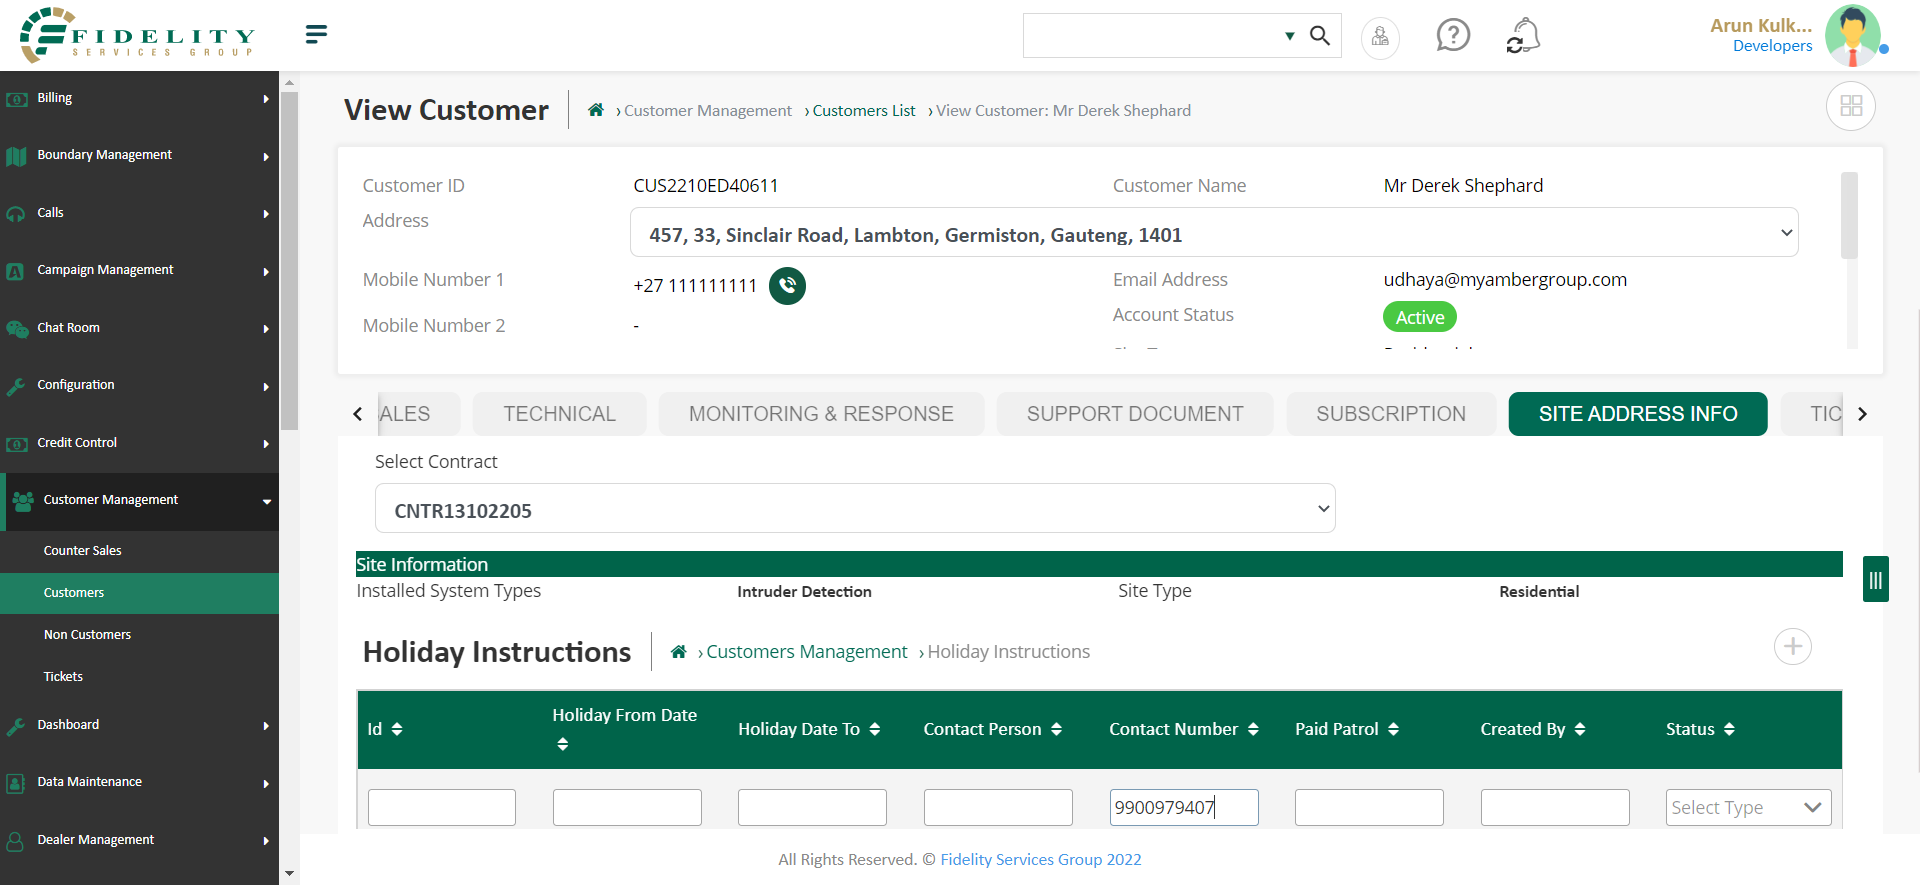 FIDELITY
SERVICES GROUP
Arun Kulk...
Developers
Billing
Boundary Management
Calls
Campaign Management
Chat Room
Configuration
Credit Control
Customer Management
Counter Sales
Customers
Non Customers
Tickets
Dashboard
Data Maintenance
Dealer Management
View Customer
› Customer Management › Customers List › View Customer: Mr Derek Shephard
Customer ID CUS2210ED40611 Customer Name Mr Derek Shephard
Address 457, 33, Sinclair Road, Lambton, Germiston, Gauteng, 1401
Mobile Number 1 +27 111111111 Email Address udhaya@myambergroup.com
Account Status Active
Mobile Number 2 -
ALES TECHNICAL MONITORING & RESPONSE SUPPORT DOCUMENT SUBSCRIPTION SITE ADDRESS INFO TIC
Select Contract
CNTR13102205
Site Information
Installed System Types Intruder Detection Site Type Residential
Holiday Instructions › Customers Management › Holiday Instructions
Id Holiday From Date Holiday Date To Contact Person Contact Number Paid Patrol Created By Status
9900979407 Select Type
All Rights Reserved. © Fidelity Services Group 2022